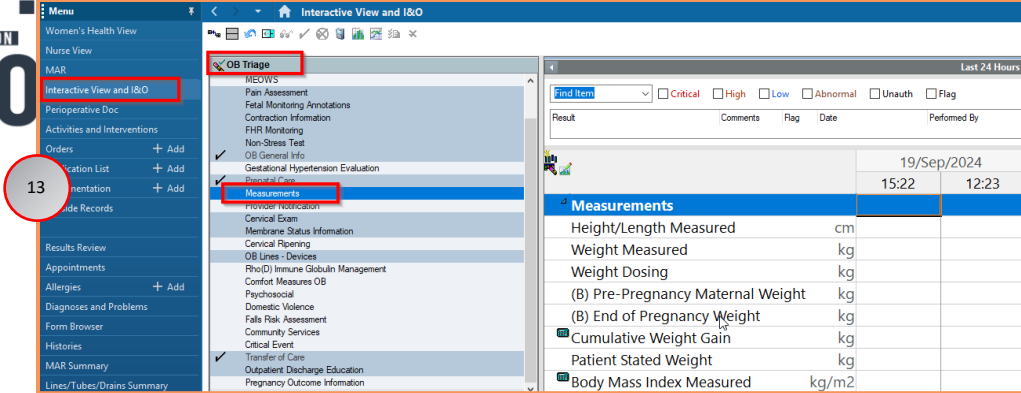 ON
Menu
Women's Health View
Nurse View
MAR
Interactive View and I&O
Perioperative Doc
Activities and Interventions
Orders + Add
List + Add
+ Add
Records
Results Review
Appointments
Allergies + Add
Diagnoses and Problems
Form Browser
Histories
MAR Summary
Lines/Tubes/Drains Summary
13
Interactive View and I&O
OB Triage
MEOWS
Pain Assessment
Fetal Monitoring Annotations
Contraction Information
FHR Monitoring
Non-Stress Test
OB General Info
Gestational Hypertension Evaluation
Prenatal Care
Measurements
Provider Notification
Cervical Exam
Membrane Status Information
Cervical Ripening
OB Lines - Devices
Rho(D) Immune Globulin Management
Comfort Measures OB
Psychosocial
Domestic Violence
Falls Risk Assessment
Community Services
Critical Event
Transfer of Care
Outpatient Discharge Education
Pregnancy Outcome Information
Last 24 Hours
Find Item Critical High Low Abnormal Unauth Flag
Result Comments Flag Date Performed By
19/Sep/2024
15:22 12:23
Measurements
Height/Length Measured cm
Weight Measured kg
Weight Dosing kg
(B) Pre-Pregnancy Maternal Weight kg
(B) End of Pregnancy Weight kg
Cumulative Weight Gain kg
Patient Stated Weight kg
Body Mass Index Measured kg/m2